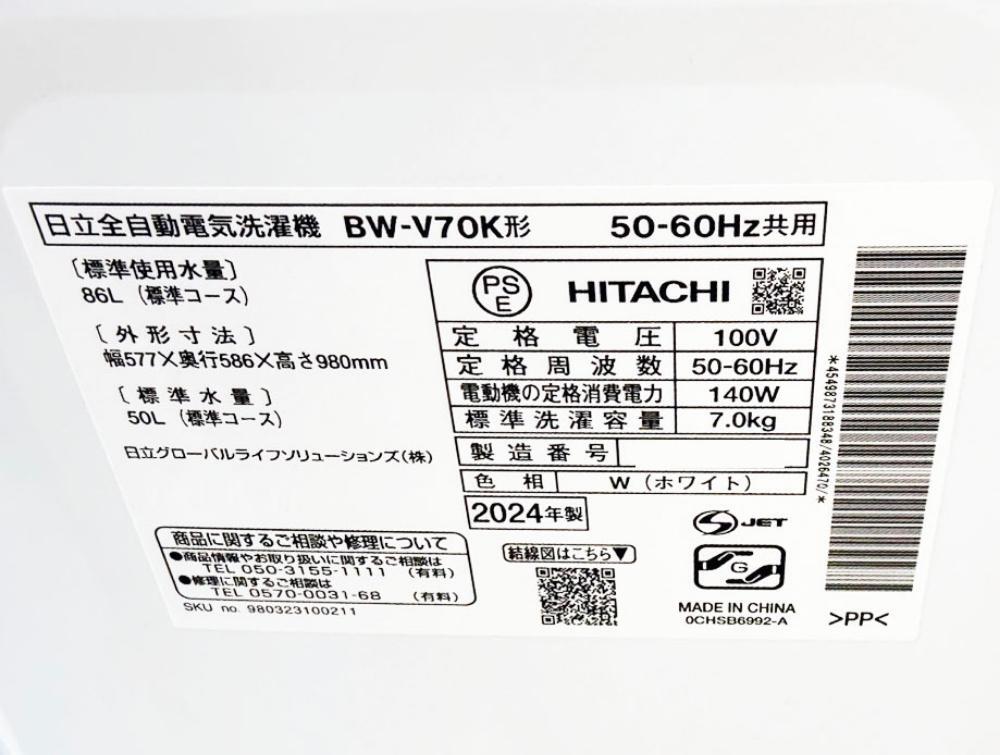 日立全自動電気洗濯機 BW-V70K形 50-60Hz共用
〔標準使用水量〕
86L（標準コース）
〔外形寸法〕
幅577×奥行586×高さ980mm
〔標準水量〕
50L（標準コース）
日立グローバルライフソリューションズ(株)
PS
E
HITACHI
定格電圧 100V
定格周波数 50-60Hz
電動機の定格消費電力 140W
標準洗濯容量 7.0kg
製造番号
色相 W（ホワイト）
2024年製
商品に関するご相談や修理について
●商品情報やお取り扱いに関するご相談は
TEL 050-3155-1111 (有料)
●修理に関するご相談は
TEL 0570-0031-68 (有料)
SKU no. 980323100211
結線図はこちら▼
S JET
G
MADE IN CHINA
0CHSB6992-A
>PP<
*4549873188348/4026470/*